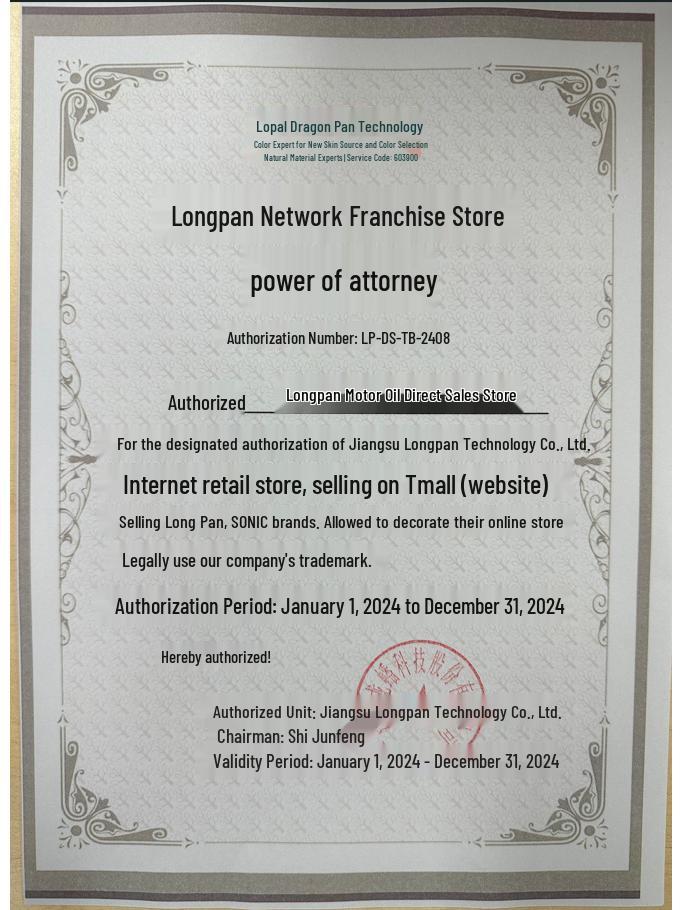 Lopal Dragon Pan Technology
Color Expert for New Skin Source and Color Selection
Natural Material Experts | Service Code: 603900
Longpan Network Franchise Store
power of attorney
Authorization Number: LP-DS-TB-2408
Authorized Longpan Motor Oil Direct Sales Store
For the designated authorization of Jiangsu Longpan Technology Co., Ltd.
Internet retail store, selling on Tmall (website)
Selling Long Pan, SONIC brands. Allowed to decorate their online store
Legally use our company's trademark.
Authorization Period: January 1, 2024 to December 31, 2024
Hereby authorized!
科技股份有
Authorized Unit: Jiangsu Longpan Technology Co., Ltd.
Chairman: Shi Junfeng
Validity Period: January 1, 2024 - December 31, 2024